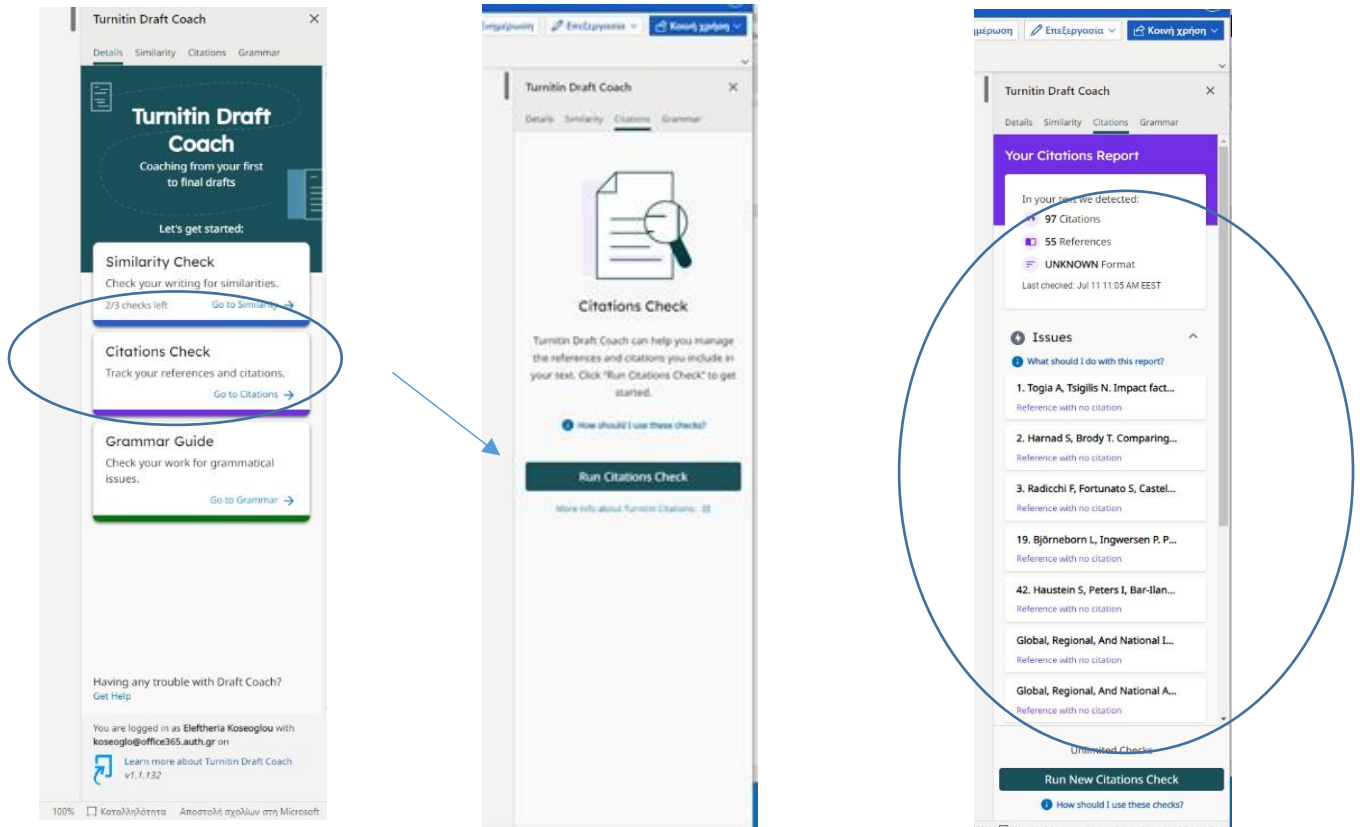 Turnitin Draft Coach
Details Similarity Citations Grammar
Turnitin Draft
Coach
Coaching from your first
to final drafts
Let's get started:
Similarity Check
Check your writing for similarities.
2/3 checks left Go to Similarity →
Citations Check
Track your references and citations.
Go to Citations →
Grammar Guide
Check your work for grammatical
issues.
Go to Grammar →
Having any trouble with Draft Coach?
Get Help
You are logged in as Eleftheria Koseoglou with
koseoglo@office365.auth.gr on
Learn more about Turnitin Draft Coach
v1.1.132
100% Καταλληλότητα Αποστολή σχολίων στη Microsoft
Επεξεργασία Κοινή χρήση
Turnitin Draft Coach
Details Similarity Citations Grammar
Citations Check
Turnitin Draft Coach can help you manage
the references and citations you include in
your text. Click "Run Citations Check" to get
started.
How should I use these checks?
Run Citations Check
More info about Turnitin Citations.
μέρωση Επεξεργασία Κοινή χρήση
Turnitin Draft Coach
Details Similarity Citations Grammar
Your Citations Report
In your text we detected:
97 Citations
55 References
UNKNOWN Format
Last checked: Jul 11 11:05 AM EEST
Issues
What should I do with this report?
1. Togia A, Tsigilis N. Impact fact...
Reference with no citation
2. Harnad S, Brody T. Comparing...
Reference with no citation
3. Radicchi F, Fortunato S, Castel...
Reference with no citation
19. Björneborn L, Ingwersen P. P...
Reference with no citation
42. Haustein S, Peters I, Bar-Ilan...
Reference with no citation
Global, Regional, And National I...
Reference with no citation
Global, Regional, And National A...
Reference with no citation
Unlimited Checks
Run New Citations Check
How should I use these checks?